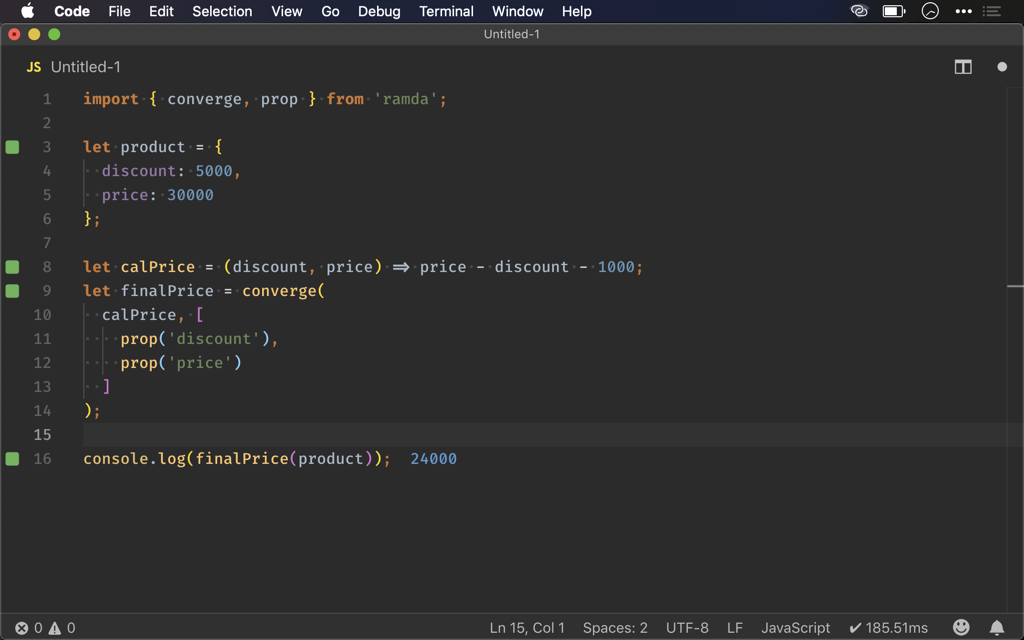 Code File Edit Selection View Go Debug Terminal Window Help
Untitled-1
JS Untitled-1
1 import { converge, prop } from 'ramda';
2
3 let product = {
4 discount: 5000,
5 price: 30000
6 };
7
8 let calPrice = (discount, price) => price - discount - 1000;
9 let finalPrice = converge(
10 calPrice, [
11 prop('discount'),
12 prop('price')
13 ]
14 );
15
16 console.log(finalPrice(product)); 24000
0 0 Ln 15, Col 1 Spaces: 2 UTF-8 LF JavaScript ✔ 185.51ms